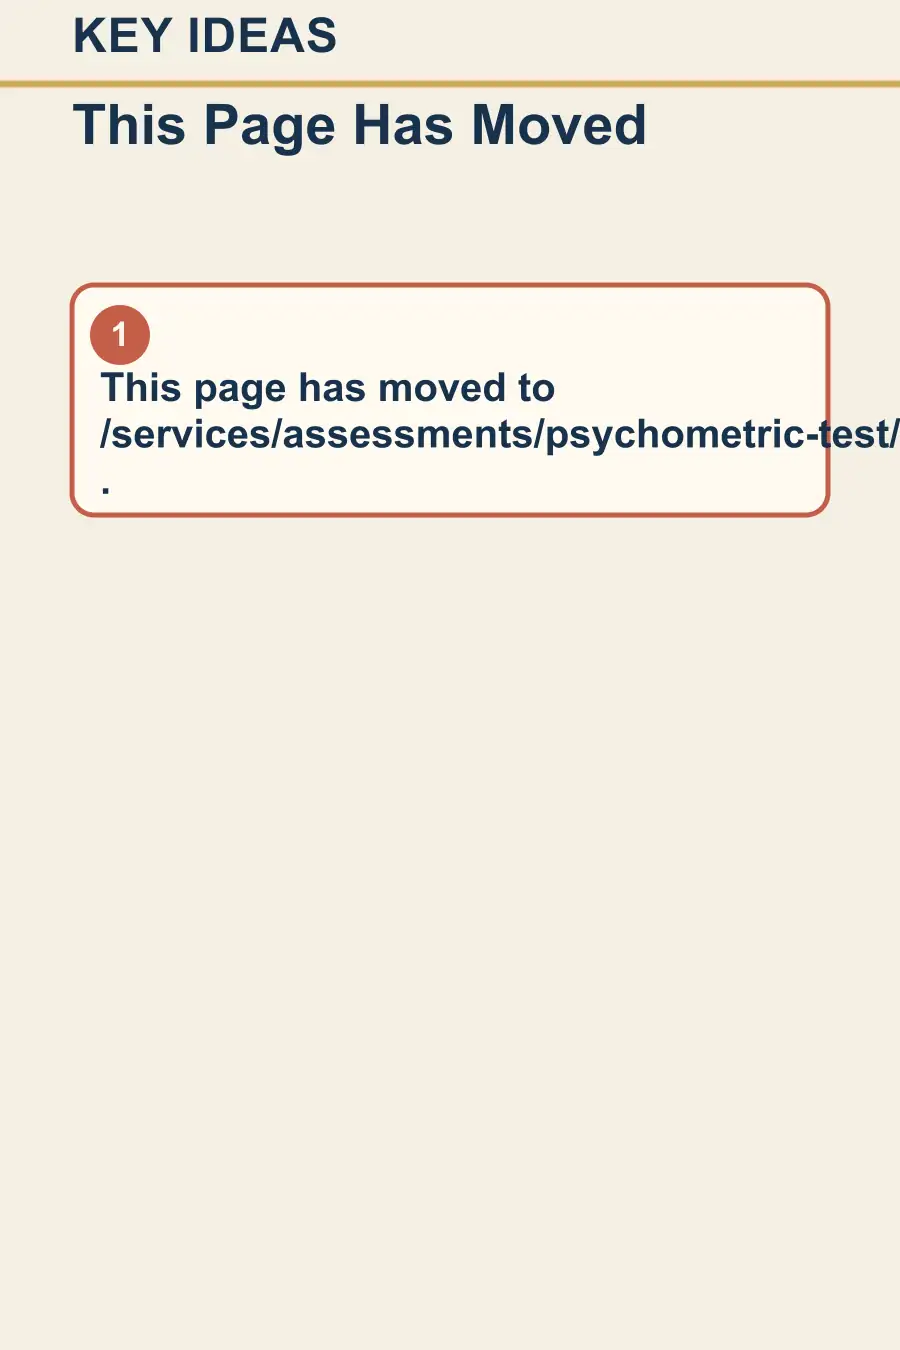 KEY IDEAS
This Page Has Moved
1
This page has moved to
/services/assessments/psychometric-test/
.